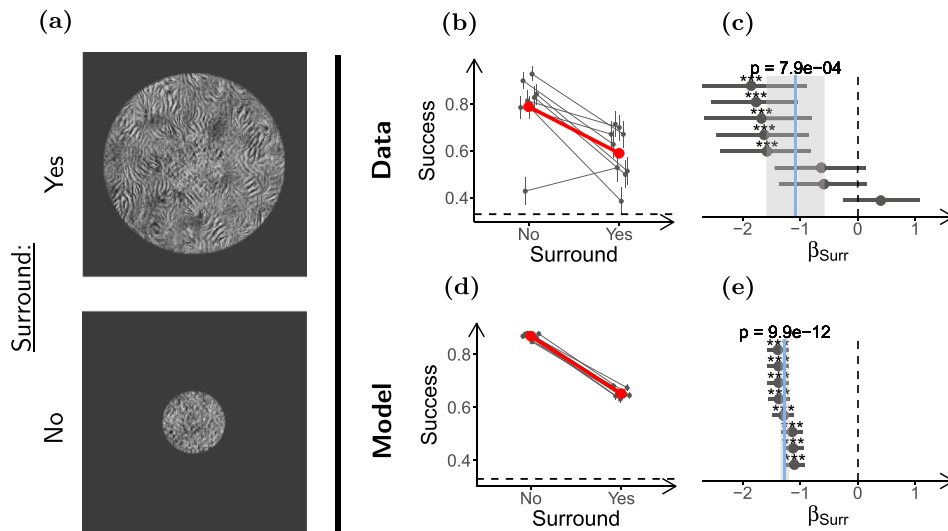 (a)
Surround:
Yes
No
Data
Model
(b)
Success
0.8
0.6
0.4
No
Yes
Surround
(c)
p = 7.9e−04
***
***
***
***
***
−2
−1
0
1
βSurr
(d)
Success
0.8
0.6
0.4
No
Yes
Surround
(e)
p = 9.9e−12
***
***
***
***
***
***
***
***
−2
−1
0
1
βSurr